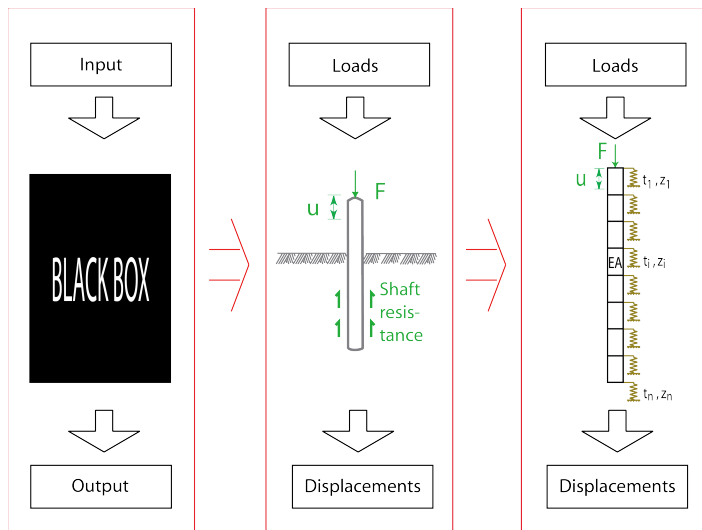 Input
BLACK BOX
Output
Loads
F
u
Shaft
resis-
tance
Displacements
Loads
F
u
t1, z1
EA
ti, zi
tn, zn
Displacements